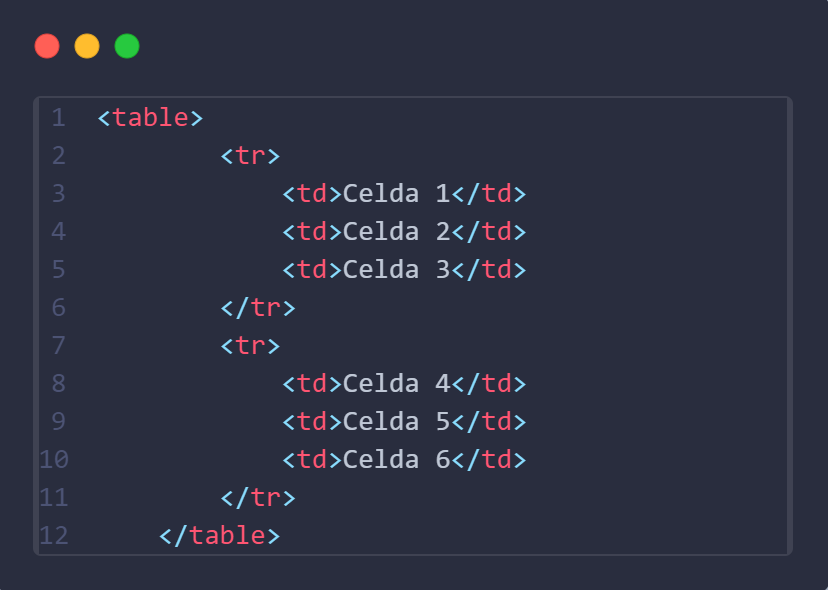 1 <table>
2 <tr>
3 <td>Celda 1</td>
4 <td>Celda 2</td>
5 <td>Celda 3</td>
6 </tr>
7 <tr>
8 <td>Celda 4</td>
9 <td>Celda 5</td>
10 <td>Celda 6</td>
11 </tr>
12 </table>